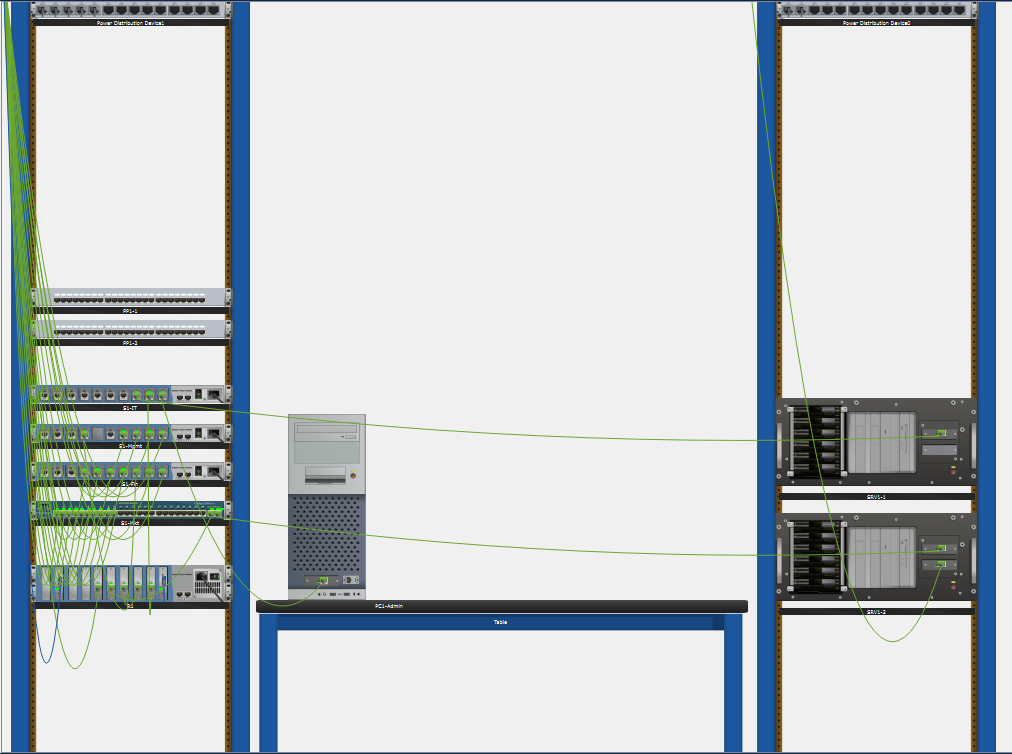 Power Distribution Device1
Power Distribution Device0
PP1-1
PP1-2
S1-IT
S1-Mgmt
S1-Fin
S1-Mkt
R1
PC1-Admin
Table
SRV1-1
SRV1-2